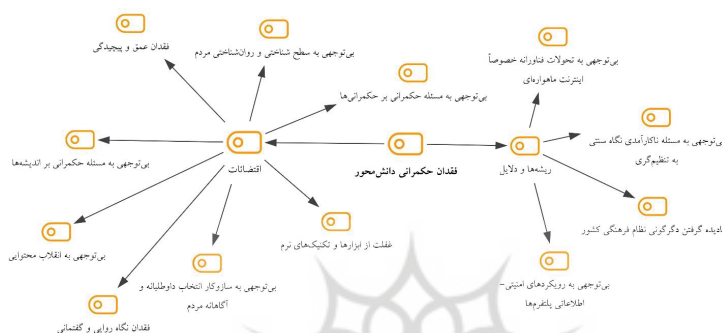 فقدان عمق و پیچیدگی
بی‌توجهی به سطح شناختی و روان‌شناختی مردم
بی‌توجهی به تحولات فناورانه خصوصاً
اینترنت ماهواره‌ای
بی‌توجهی به مسئله حکمرانی بر حکمرانی‌ها
بی‌توجهی به مسئله ناکارآمدی نگاه سنتی
به تنظیم‌گری
بی‌توجهی به مسئله حکمرانی بر اندیشه‌ها
اقتضائات
فقدان حکمرانی دانش‌محور
ریشه‌ها و دلایل
نادیده گرفتن دگرگونی نظام فرهنگی کشور
غفلت از ابزارها و تکنیک‌های نرم
بی‌توجهی به انقلاب محتوایی
بی‌توجهی به سازوکار انتخاب داوطلبانه و
آگاهانه مردم
بی‌توجهی به رویکردهای امنیتی-
اطلاعاتی پلتفرم‌ها
فقدان نگاه روایی و گفتمانی